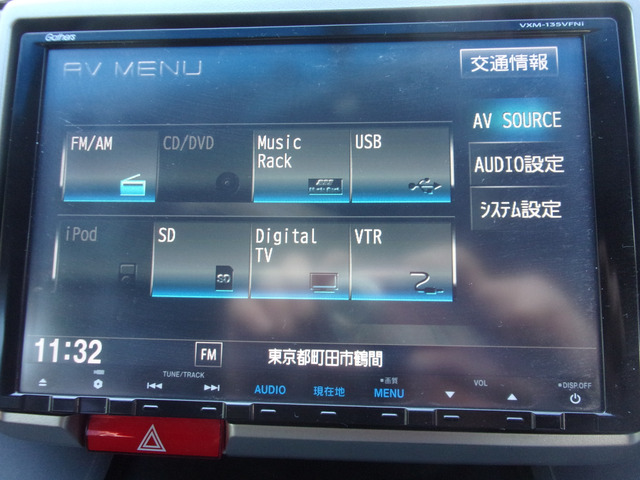 Gathers
VXM-135VFNi
AV MENU
交通情報
FM/AM
CD/DVD
Music
Rack
USB
AV SOURCE
AUDIO設定
システム設定
iPod
SD
Digital
TV
VTR
SD
11:32
FM
東京都町田市鶴間
TUNE/TRACK
AUDIO
現在地
*画質
MENU
VOL
*DISP.OFF